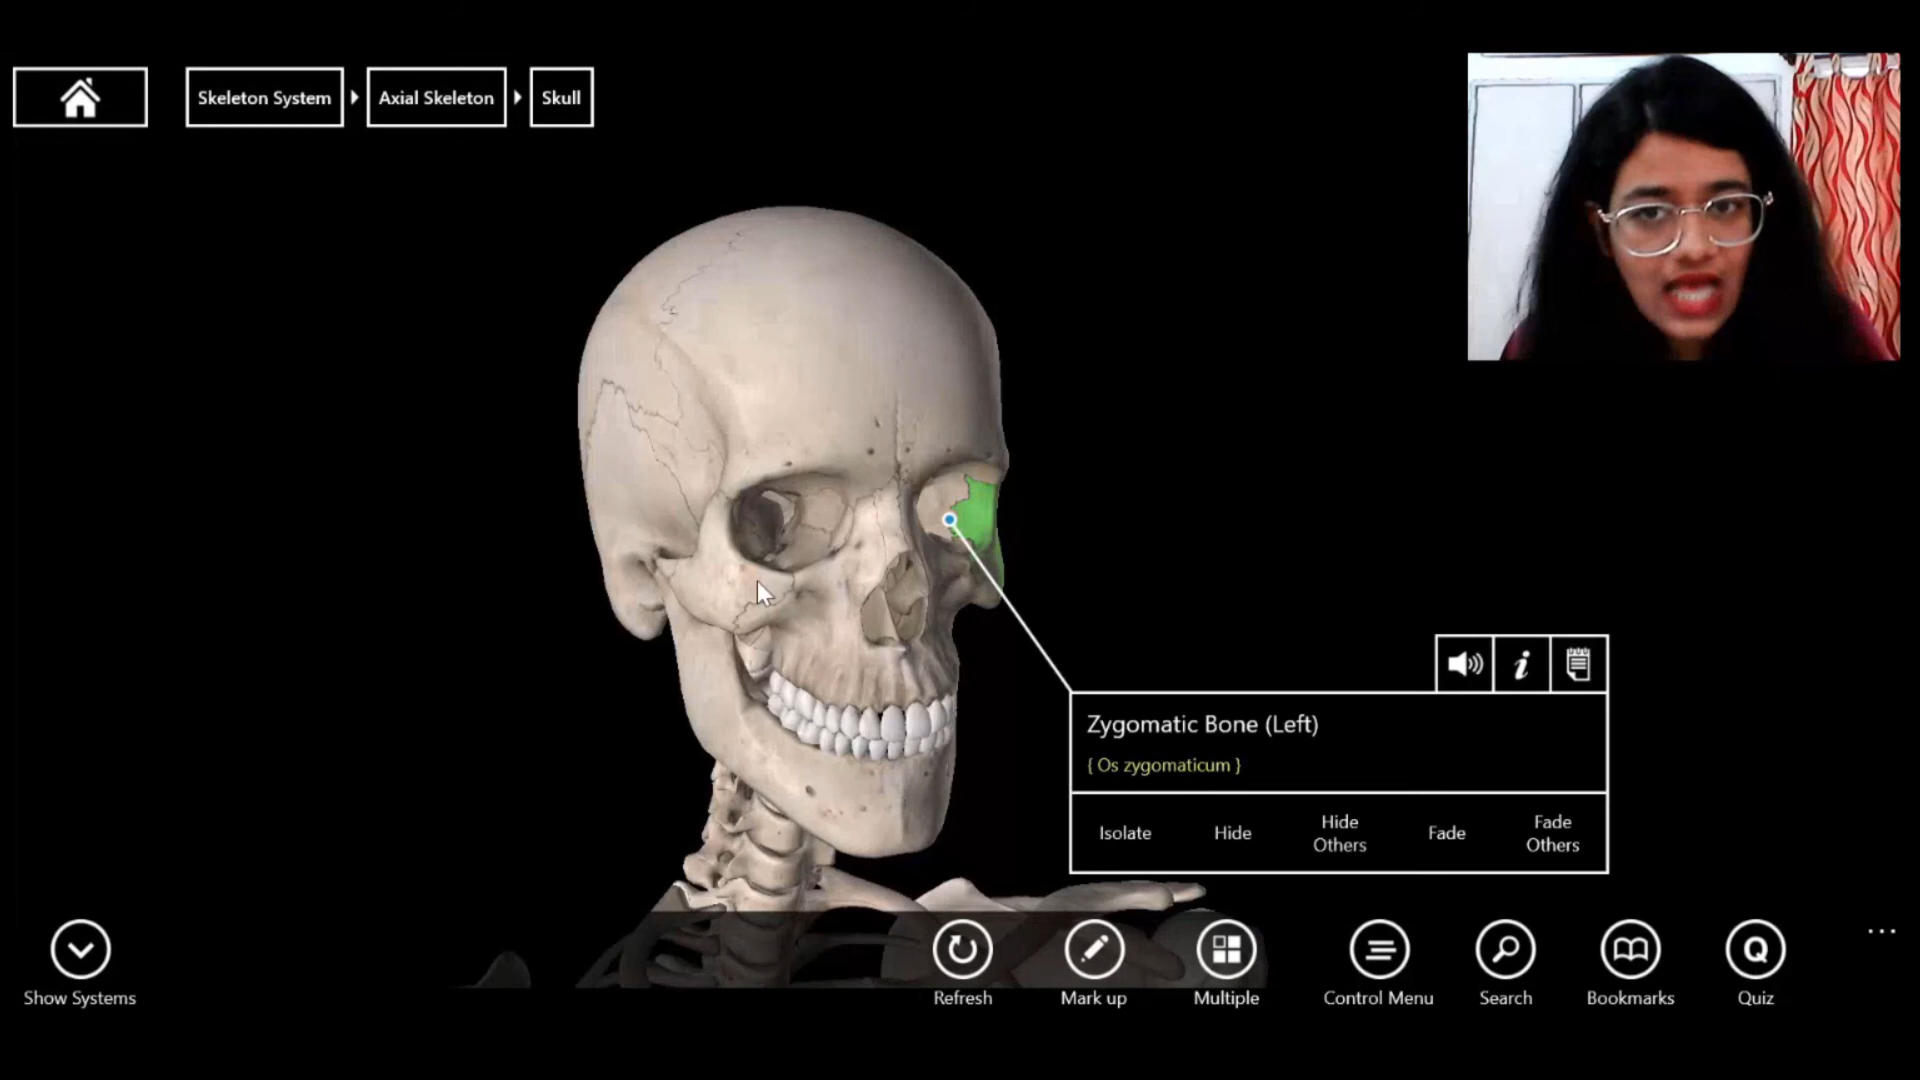 Skeleton System
Axial Skeleton
Skull
Zygomatic Bone (Left)
{ Os zygomaticum }
Isolate
Hide
Hide
Others
Fade
Fade
Others
Show Systems
Refresh
Mark up
Multiple
Control Menu
Search
Bookmarks
Q
Quiz
...